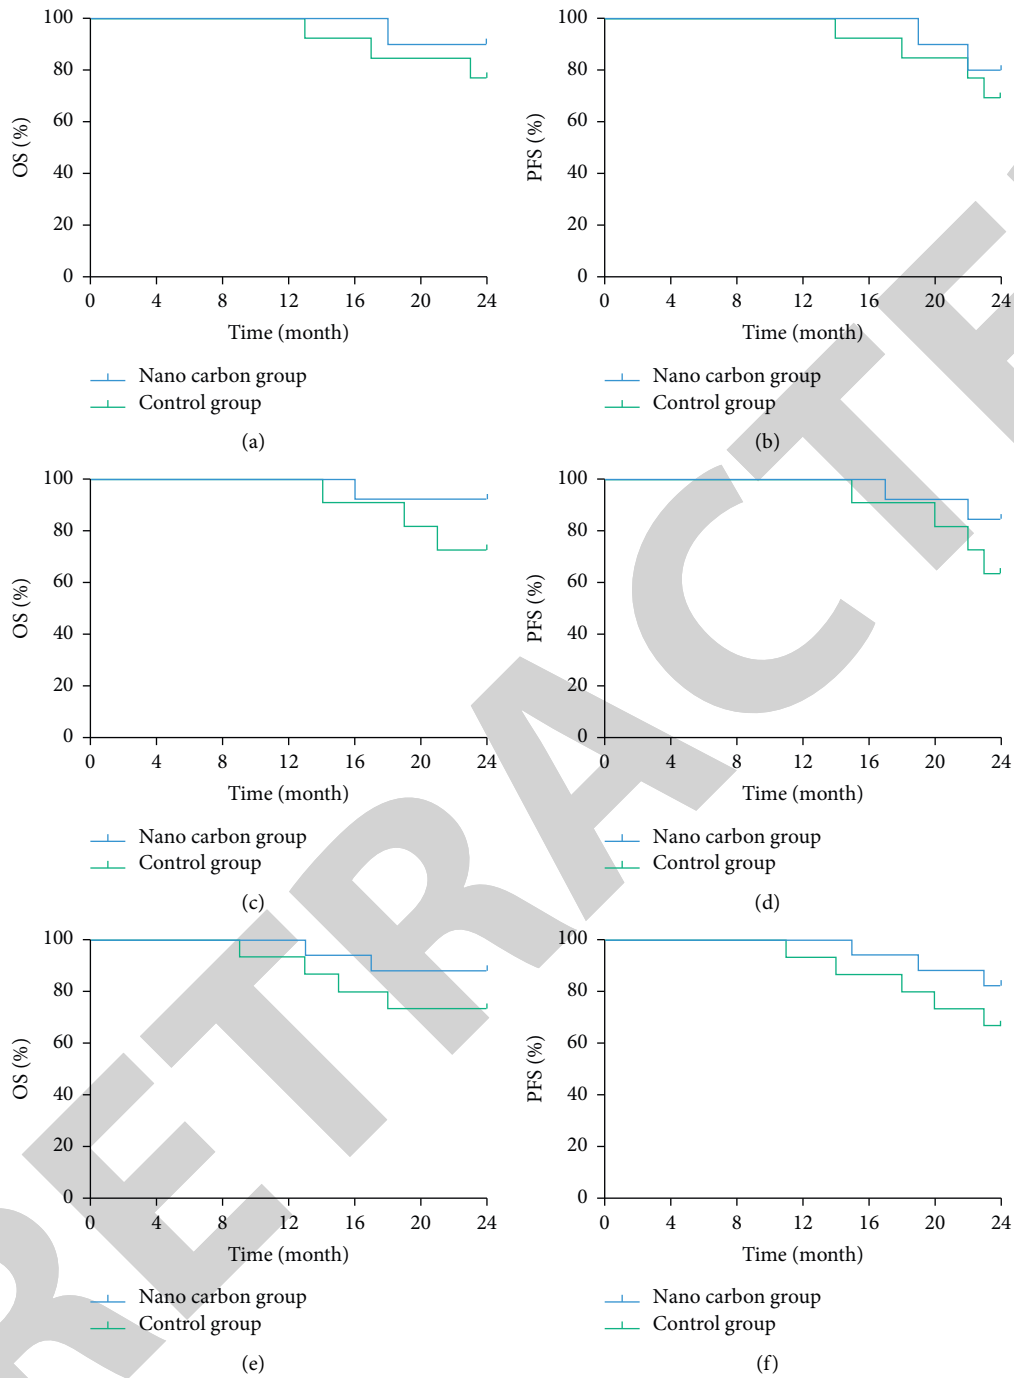 100
80
60
40
20
0
OS (%)
0 4 8 12 16 20 24
Time (month)
Nano carbon group
Control group
(a)
100
80
60
40
20
0
PFS (%)
0 4 8 12 16 20 24
Time (month)
Nano carbon group
Control group
(b)
100
80
60
40
20
0
OS (%)
0 4 8 12 16 20 24
Time (month)
Nano carbon group
Control group
(c)
100
80
60
40
20
0
PFS (%)
0 4 8 12 16 20 24
Time (month)
Nano carbon group
Control group
(d)
100
80
60
40
20
0
OS (%)
0 4 8 12 16 20 24
Time (month)
Nano carbon group
Control group
(e)
100
80
60
40
20
0
PFS (%)
0 4 8 12 16 20 24
Time (month)
Nano carbon group
Control group
(f)
RETRACTE